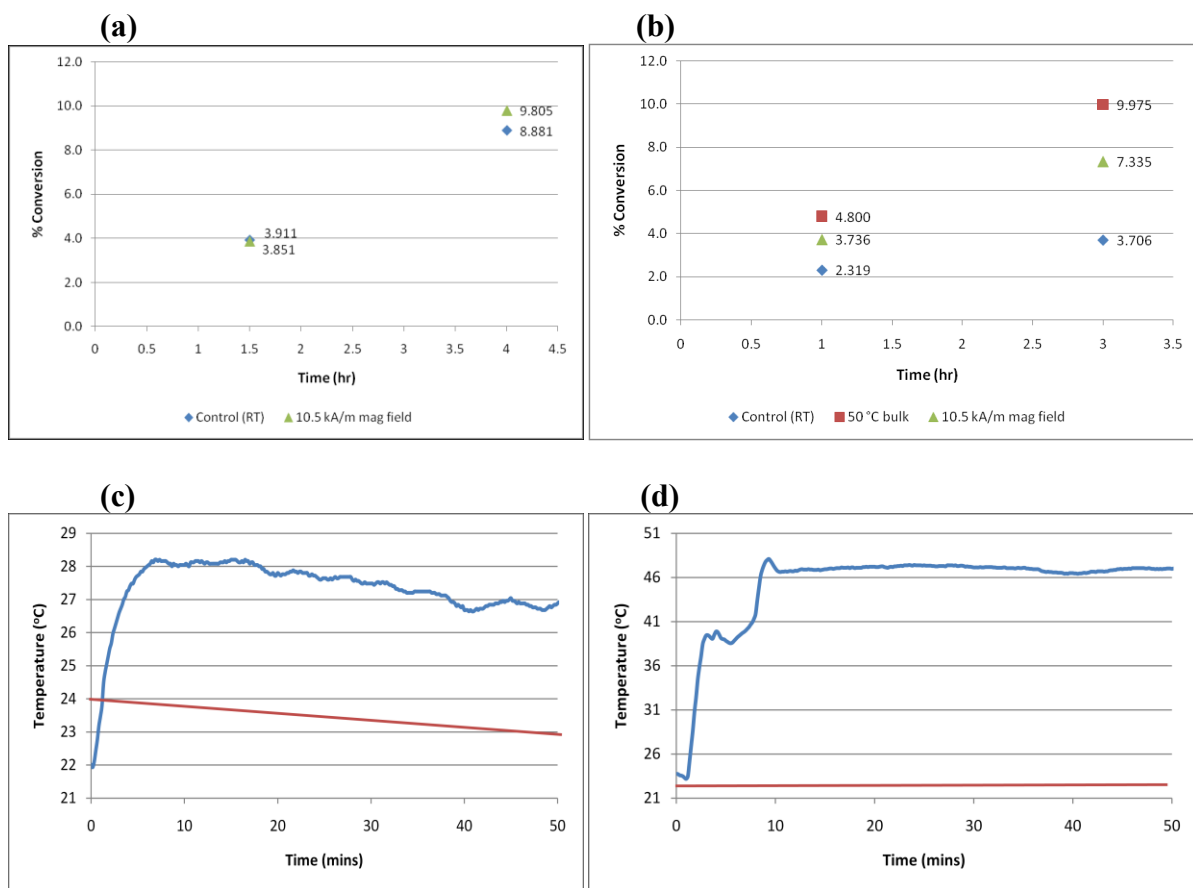 (a)
12.0
10.0
8.0
6.0
4.0
2.0
0.0
% Conversion
9.805
8.881
3.911
3.851
0 0.5 1 1.5 2 2.5 3 3.5 4 4.5
Time (hr)
Control (RT) 10.5 kA/m mag field
(b)
12.0
10.0
8.0
6.0
4.0
2.0
0.0
% Conversion
9.975
7.335
4.800
3.736
3.706
2.319
0 0.5 1 1.5 2 2.5 3 3.5
Time (hr)
Control (RT) 50 °C bulk 10.5 kA/m mag field
(c)
29
28
27
26
25
24
23
22
21
Temperature (°C)
0 10 20 30 40 50
Time (mins)
(d)
51
46
41
36
31
26
21
Temperature (°C)
0 10 20 30 40 50
Time (mins)